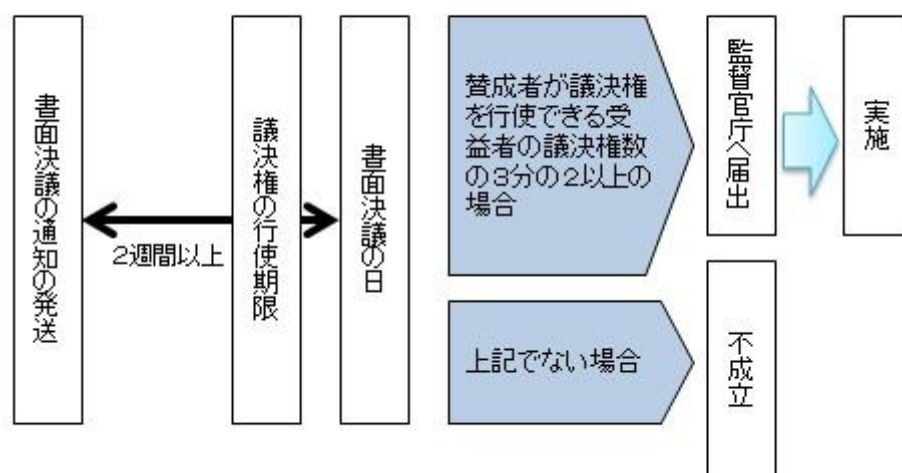 書面決議の通知の発送
2週間以上
議決権の行使期限
書面決議の日
賛成者が議決権
を行使できる受
益者の議決権数
の3分の2以上の
場合
監督官庁へ届出
実施
上記でない場合
不成立